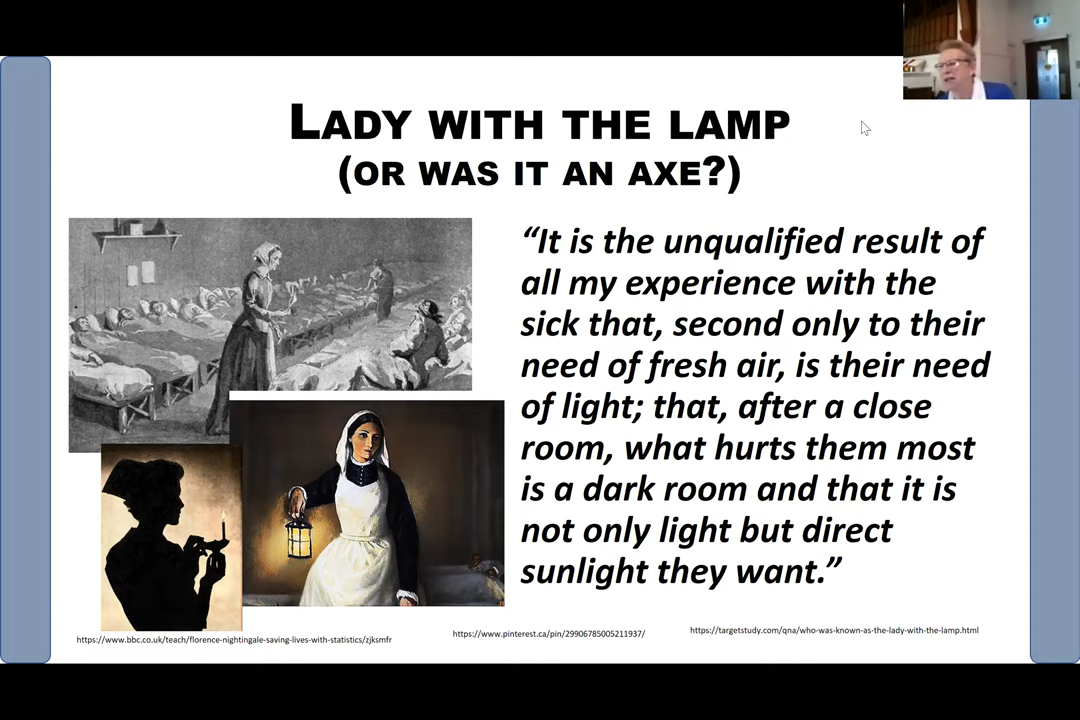 LADY WITH THE LAMP
(OR WAS IT AN AXE?)
“It is the unqualified result of
all my experience with the
sick that, second only to their
need of fresh air, is their need
of light; that, after a close
room, what hurts them most
is a dark room and that it is
not only light but direct
sunlight they want.”
https://www.bbc.co.uk/teach/florence-nightingale-saving-lives-with-statistics/zjksmfr
https://www.pinterest.ca/pin/29906785005211937/
https://targetstudy.com/qna/who-was-known-as-the-lady-with-the-lamp.html